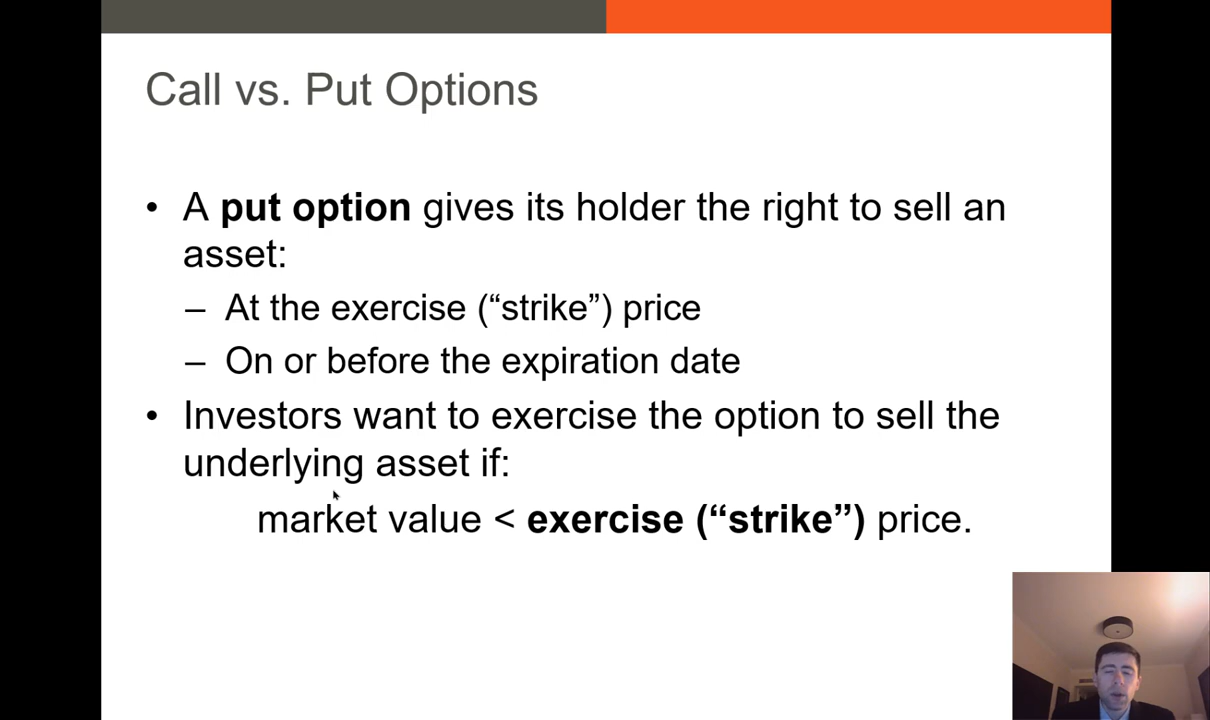 Call vs. Put Options
• A put option gives its holder the right to sell an
asset:
– At the exercise (“strike”) price
– On or before the expiration date
• Investors want to exercise the option to sell the
underlying asset if:
market value < exercise (“strike”) price.